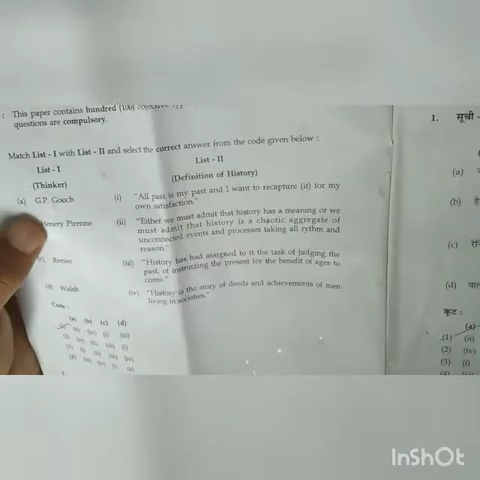 : This paper contains hundred (100)
questions are compulsory.
Match List - I with List - II and select the correct answer from the code given below :
List - I
List - II
(Thinker)
(Definition of History)
(a) G.P. Gooch
(i) "All past is my past and I want to recapture (it) for my
own satisfaction."
Henery Pirenne
(ii) "Either we must admit that history has a meaning or we
must admit that history is a chaotic aggregate of
unconnected events and processes taking all rythm and
reason."
Renier
(iii) "History has had assigned to it the task of judging the
past, of instructing the present for the benefit of ages to
come."
(d) Walsh
(iv) "History is the story of deeds and achievements of men
living in societies."
Code :
(a) (b) (c) (d)
(ii) (iv) (i) (iii)
1. सूची -
(a)
(b)
(c)
(d)
कूट :
(a)
(1) (ii)
(2) (iv)
(3) (i)
InShOt